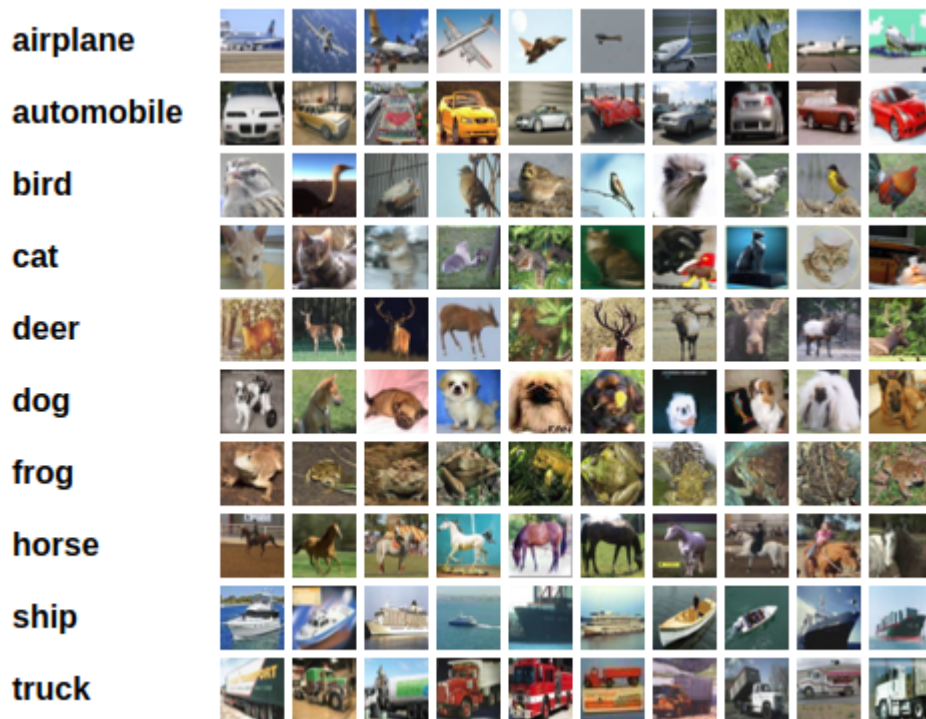 airplane
automobile
bird
cat
deer
dog
frog
horse
ship
truck